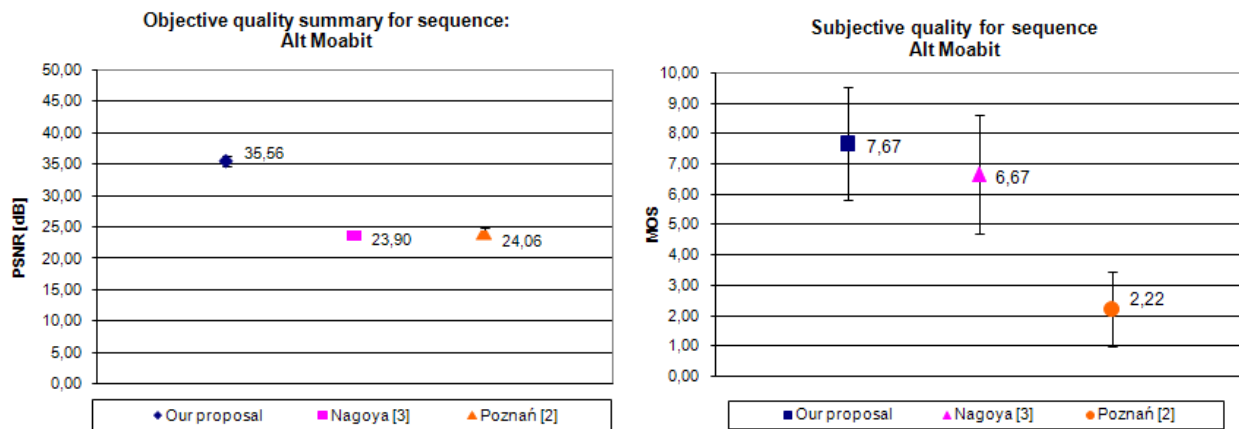 Objective quality summary for sequence:
Alt Moabit
50,00
45,00
40,00
35,00
30,00
25,00
20,00
15,00
10,00
5,00
0,00
PSNR [dB]
35,56
23,90
24,06
Our proposal
Nagoya [3]
Poznań [2]
Subjective quality for sequence
Alt Moabit
10,00
9,00
8,00
7,00
6,00
5,00
4,00
3,00
2,00
1,00
0,00
MOS
7,67
6,67
2,22
Our proposal
Nagoya [3]
Poznań [2]